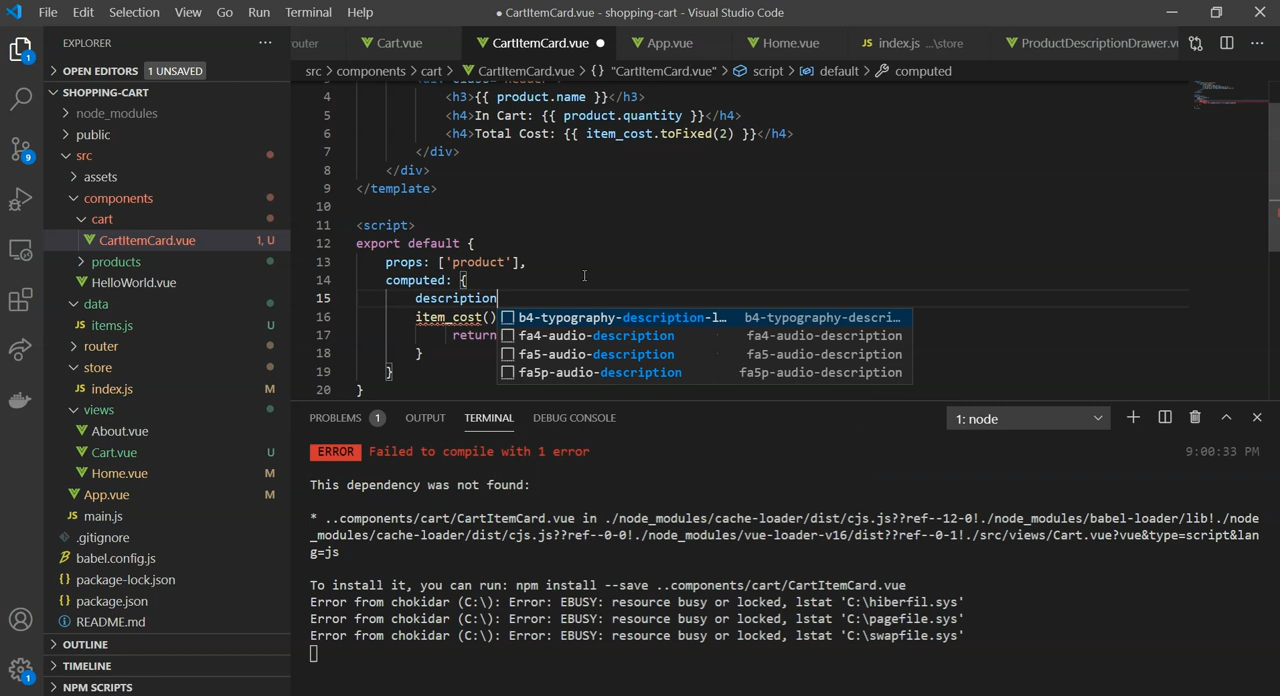 File Edit Selection View Go Run Terminal Help
● CartItemCard.vue - shopping-cart - Visual Studio Code
EXPLORER
OPEN EDITORS 1 UNSAVED
SHOPPING-CART
node_modules
public
src
assets
components
cart
CartItemCard.vue 1, U
products
HelloWorld.vue
data
items.js U
router
store
index.js M
views
About.vue
Cart.vue U
Home.vue M
App.vue M
main.js
.gitignore
babel.config.js
package-lock.json
package.json
README.md
OUTLINE
TIMELINE
NPM SCRIPTS
1
9
1
outer Cart.vue CartItemCard.vue ● App.vue Home.vue JS index.js ...\store ProductDescriptionDrawer.vu
src > components > cart > CartItemCard.vue > {} "CartItemCard.vue" > script > default > computed
4 <h3>{{ product.name }}</h3>
5 <h4>In Cart: {{ product.quantity }}</h4>
6 <h4>Total Cost: {{ item_cost.toFixed(2) }}</h4>
7 </div>
8 </div>
9 </template>
10
11 <script>
12 export default {
13 props: ['product'],
14 computed: {
15 description
16 item_cost()
17 return
18 }
19 }
20 }
b4-typography-description-l... b4-typography-descri...
fa4-audio-description fa4-audio-description
fa5-audio-description fa5-audio-description
fa5p-audio-description fa5p-audio-description
PROBLEMS 1 OUTPUT TERMINAL DEBUG CONSOLE 1: node
ERROR Failed to compile with 1 error 9:00:33 PM
This dependency was not found:
* ..components/cart/CartItemCard.vue in ./node_modules/cache-loader/dist/cjs.js??ref--12-0!./node_modules/babel-loader/lib!./node
_modules/cache-loader/dist/cjs.js??ref--0-0!./node_modules/vue-loader-v16/dist??ref--0-1!./src/views/Cart.vue?vue&type=script&lan
g=js
To install it, you can run: npm install --save ..components/cart/CartItemCard.vue
Error from chokidar (C:\): Error: EBUSY: resource busy or locked, lstat 'C:\hiberfil.sys'
Error from chokidar (C:\): Error: EBUSY: resource busy or locked, lstat 'C:\pagefile.sys'
Error from chokidar (C:\): Error: EBUSY: resource busy or locked, lstat 'C:\swapfile.sys'